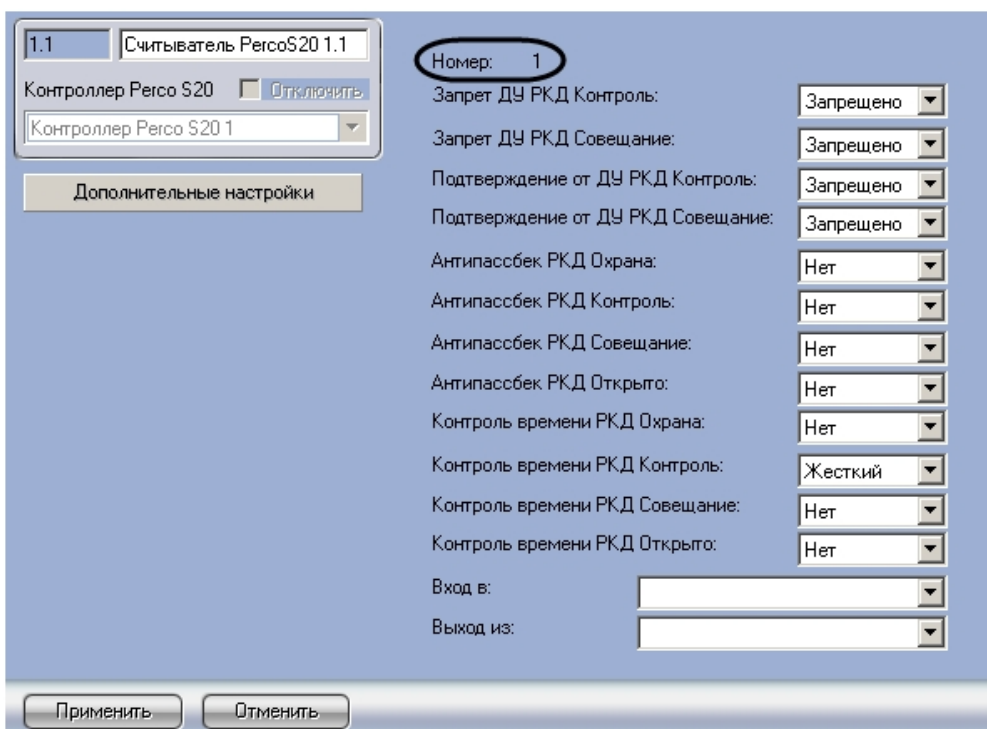 1.1 Считыватель PercoS20 1.1
Контроллер Perco S20 Отключить
Контроллер Perco S20 1
Дополнительные настройки
Номер: 1
Запрет ДУ РКД Контроль: Запрещено
Запрет ДУ РКД Совещание: Запрещено
Подтверждение от ДУ РКД Контроль: Запрещено
Подтверждение от ДУ РКД Совещание: Запрещено
Антипассбек РКД Охрана: Нет
Антипассбек РКД Контроль: Нет
Антипассбек РКД Совещание: Нет
Антипассбек РКД Открыто: Нет
Контроль времени РКД Охрана: Нет
Контроль времени РКД Контроль: Жесткий
Контроль времени РКД Совещание: Нет
Контроль времени РКД Открыто: Нет
Вход в:
Выход из:
Применить Отменить